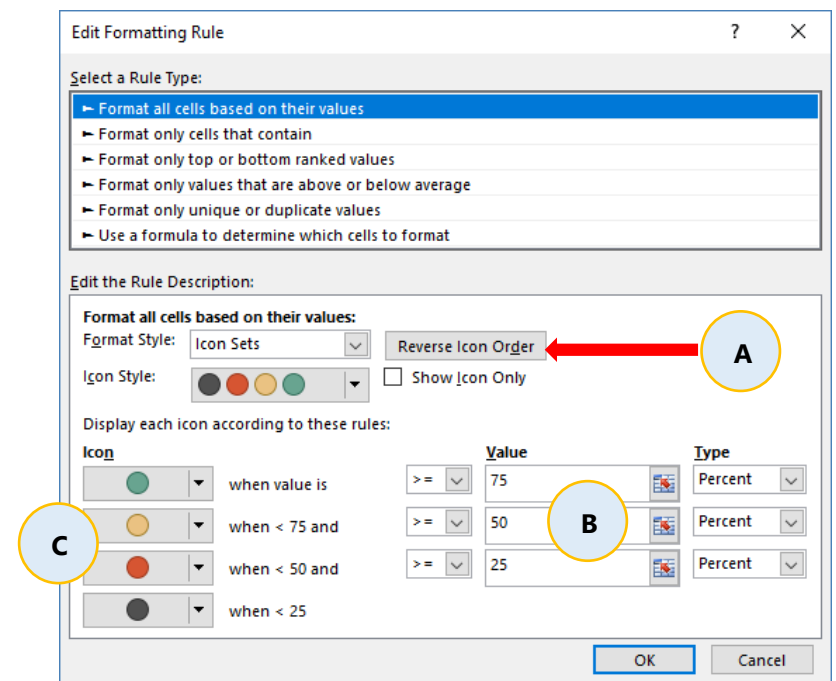 Edit Formatting Rule ? ×
Select a Rule Type:
► Format all cells based on their values
► Format only cells that contain
► Format only top or bottom ranked values
► Format only values that are above or below average
► Format only unique or duplicate values
► Use a formula to determine which cells to format
Edit the Rule Description:
Format all cells based on their values:
Format Style: Icon Sets Reverse Icon Order A
Icon Style: Show Icon Only
Display each icon according to these rules:
Icon Value Type
when value is >= 75 Percent
when < 75 and >= 50 B Percent
C
when < 50 and >= 25 Percent
when < 25
OK Cancel